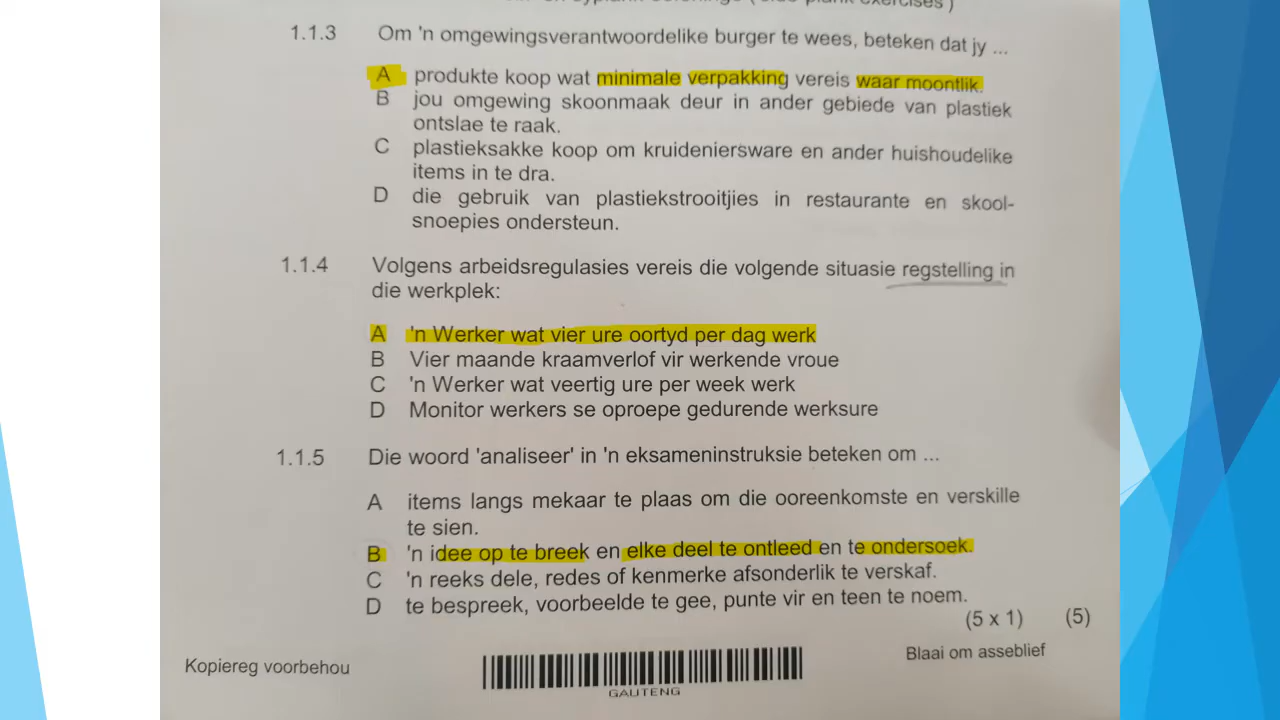 plank exercises )
1.1.3 Om 'n omgewingsverantwoordelike burger te wees, beteken dat jy ...
A produkte koop wat minimale verpakking vereis waar moontlik.
B jou omgewing skoonmaak deur in ander gebiede van plastiek
ontslae te raak.
C plastieksakke koop om kruideniersware en ander huishoudelike
items in te dra.
D die gebruik van plastiekstrooitjies in restaurante en skool-
snoepies ondersteun.
1.1.4 Volgens arbeidsregulasies vereis die volgende situasie regstelling in
die werkplek:
A 'n Werker wat vier ure oortyd per dag werk
B Vier maande kraamverlof vir werkende vroue
C 'n Werker wat veertig ure per week werk
D Monitor werkers se oproepe gedurende werksure
1.1.5 Die woord 'analiseer' in 'n eksameninstruksie beteken om ...
A items langs mekaar te plaas om die ooreenkomste en verskille
te sien.
B 'n idee op te breek en elke deel te ontleed en te ondersoek.
C 'n reeks dele, redes of kenmerke afsonderlik te verskaf.
D te bespreek, voorbeelde te gee, punte vir en teen te noem.
(5 x 1) (5)
Kopiereg voorbehou
GAUTENG
Blaai om asseblief